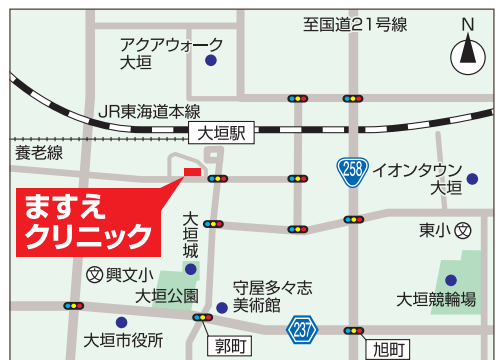 至国道21号線
N
アクアウォーク
大垣
JR東海道本線
大垣駅
養老線
258
イオンタウン
大垣
ますえ
クリニック
大垣城
東小 文
文 興文小
大垣公園
守屋多々志
美術館
大垣競輪場
大垣市役所
237
郭町
旭町